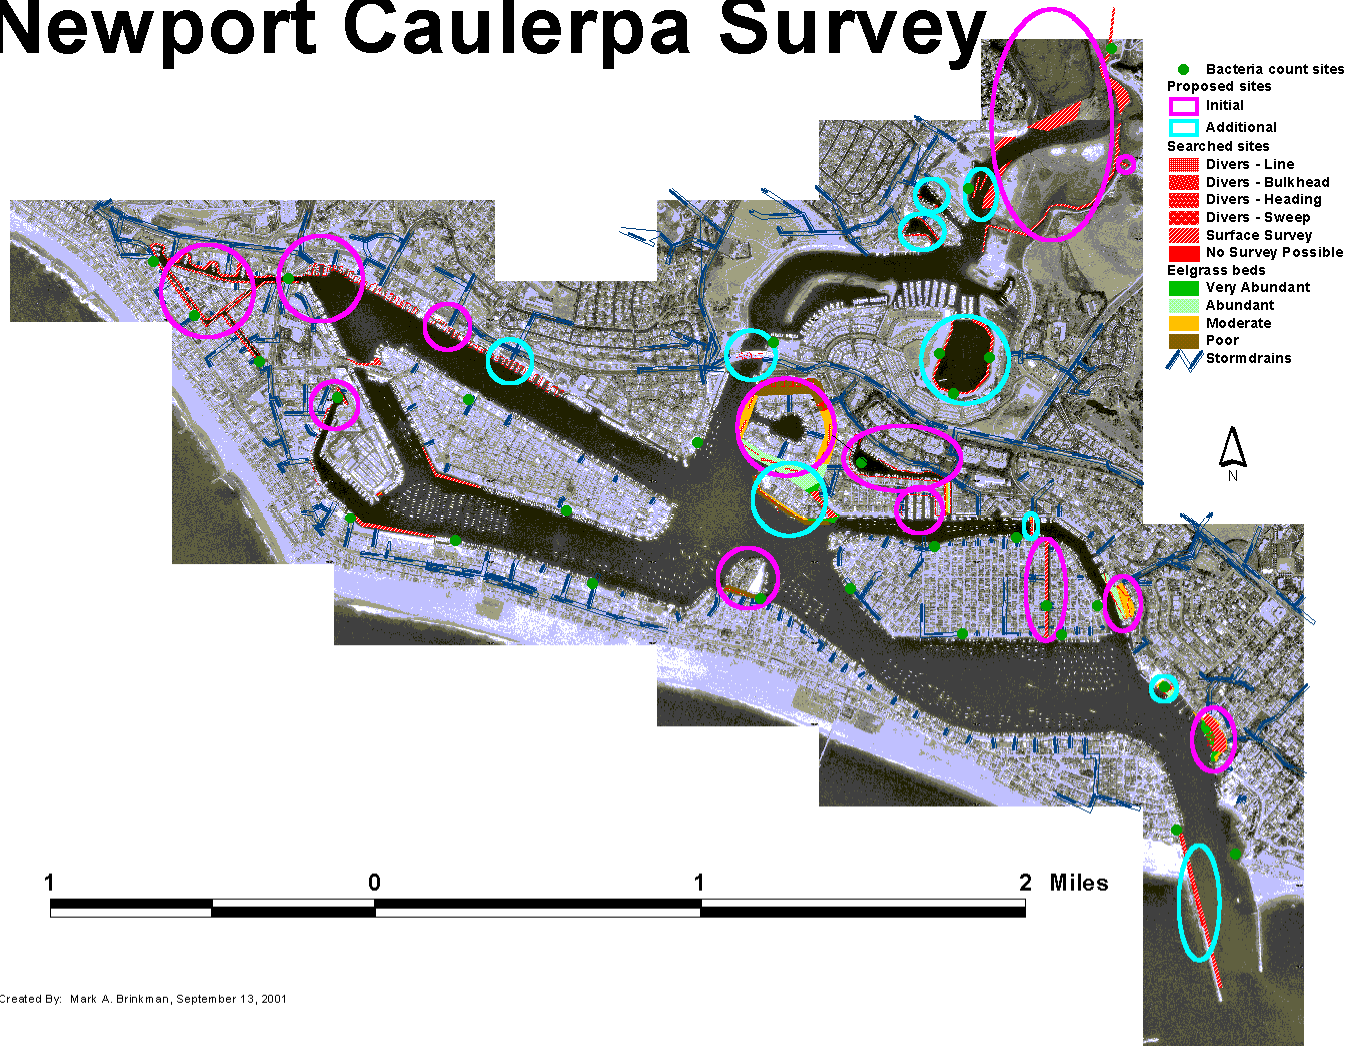 Newport Caulerpa Survey
Bacteria count sites
Proposed sites
Initial
Additional
Searched sites
Divers - Line
Divers - Bulkhead
Divers - Heading
Divers - Sweep
Surface Survey
No Survey Possible
Eelgrass beds
Very Abundant
Abundant
Moderate
Poor
Stormdrains
N
1 0 1 2 Miles
Created By: Mark A. Brinkman, September 13, 2001